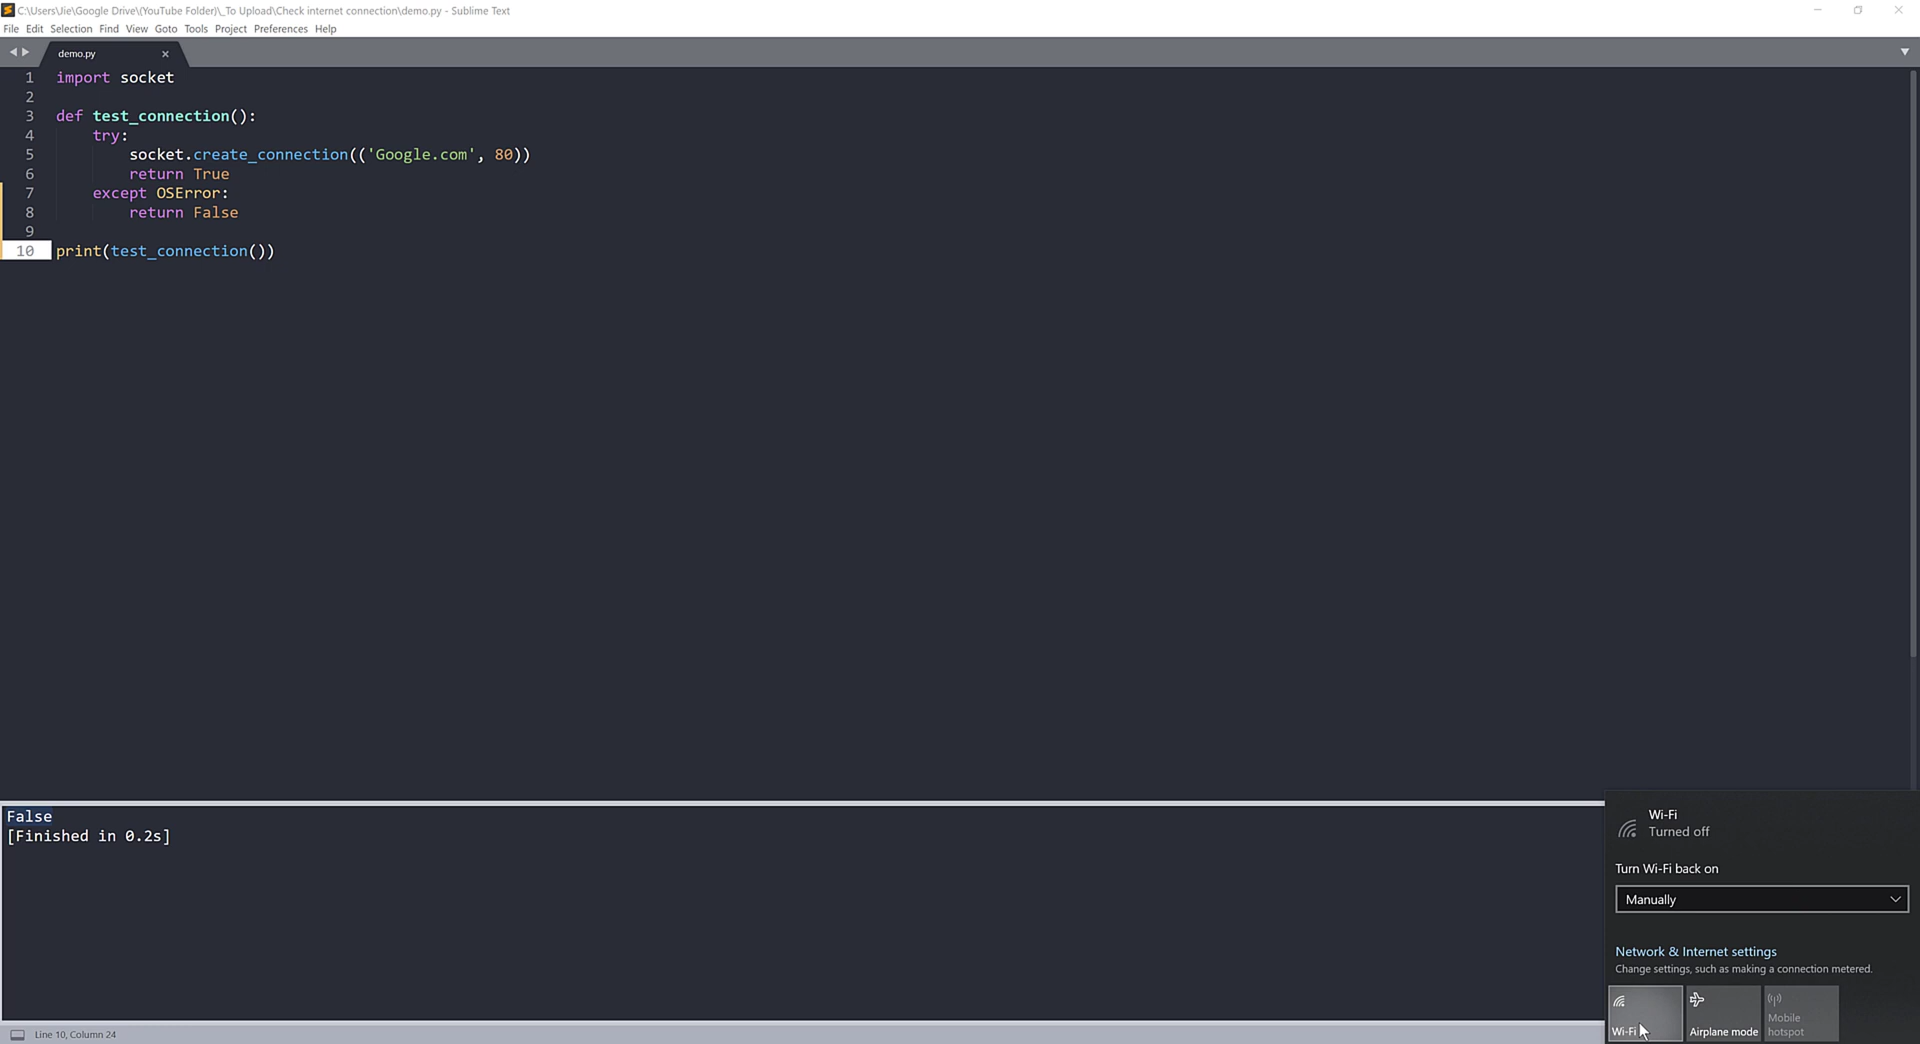 C:\Users\Jie\Google Drive\(YouTube Folder)\_To Upload\Check internet connection\demo.py - Sublime Text
File Edit Selection Find View Goto Tools Project Preferences Help
demo.py
1 import socket
2
3 def test_connection():
4 try:
5 socket.create_connection(('Google.com', 80))
6 return True
7 except OSError:
8 return False
9
10 print(test_connection())
False
[Finished in 0.2s]
Wi-Fi
Turned off
Turn Wi-Fi back on
Manually
Network & Internet settings
Change settings, such as making a connection metered.
Wi-Fi Airplane mode Mobile hotspot
Line 10, Column 24